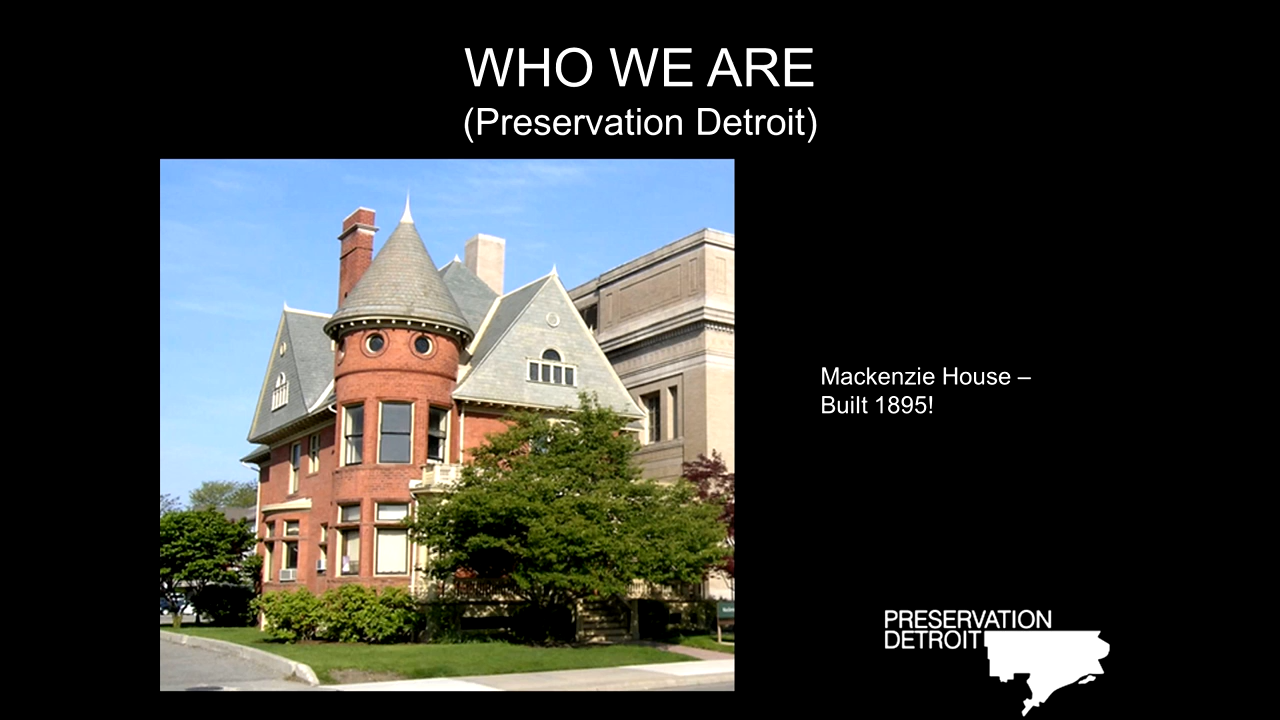 WHO WE ARE
(Preservation Detroit)
Mackenzie House –
Built 1895!
PRESERVATION
DETROIT